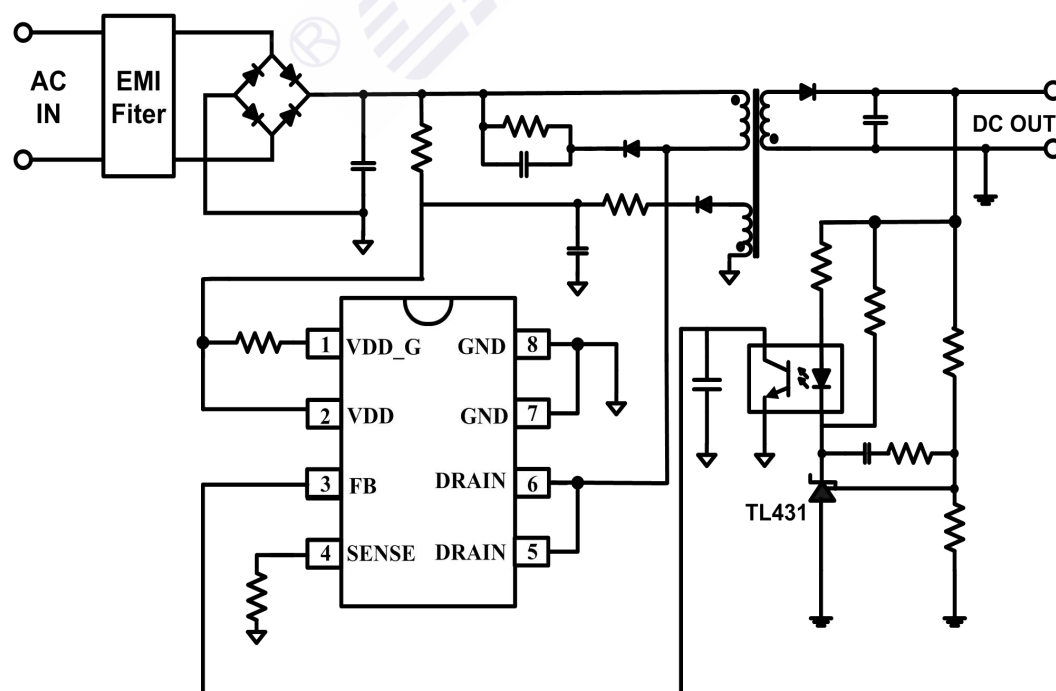 AC
IN
EMI
Fiter
DC OUT
1 VDD_G GND 8
2 VDD GND 7
3 FB DRAIN 6
4 SENSE DRAIN 5
TL431
®